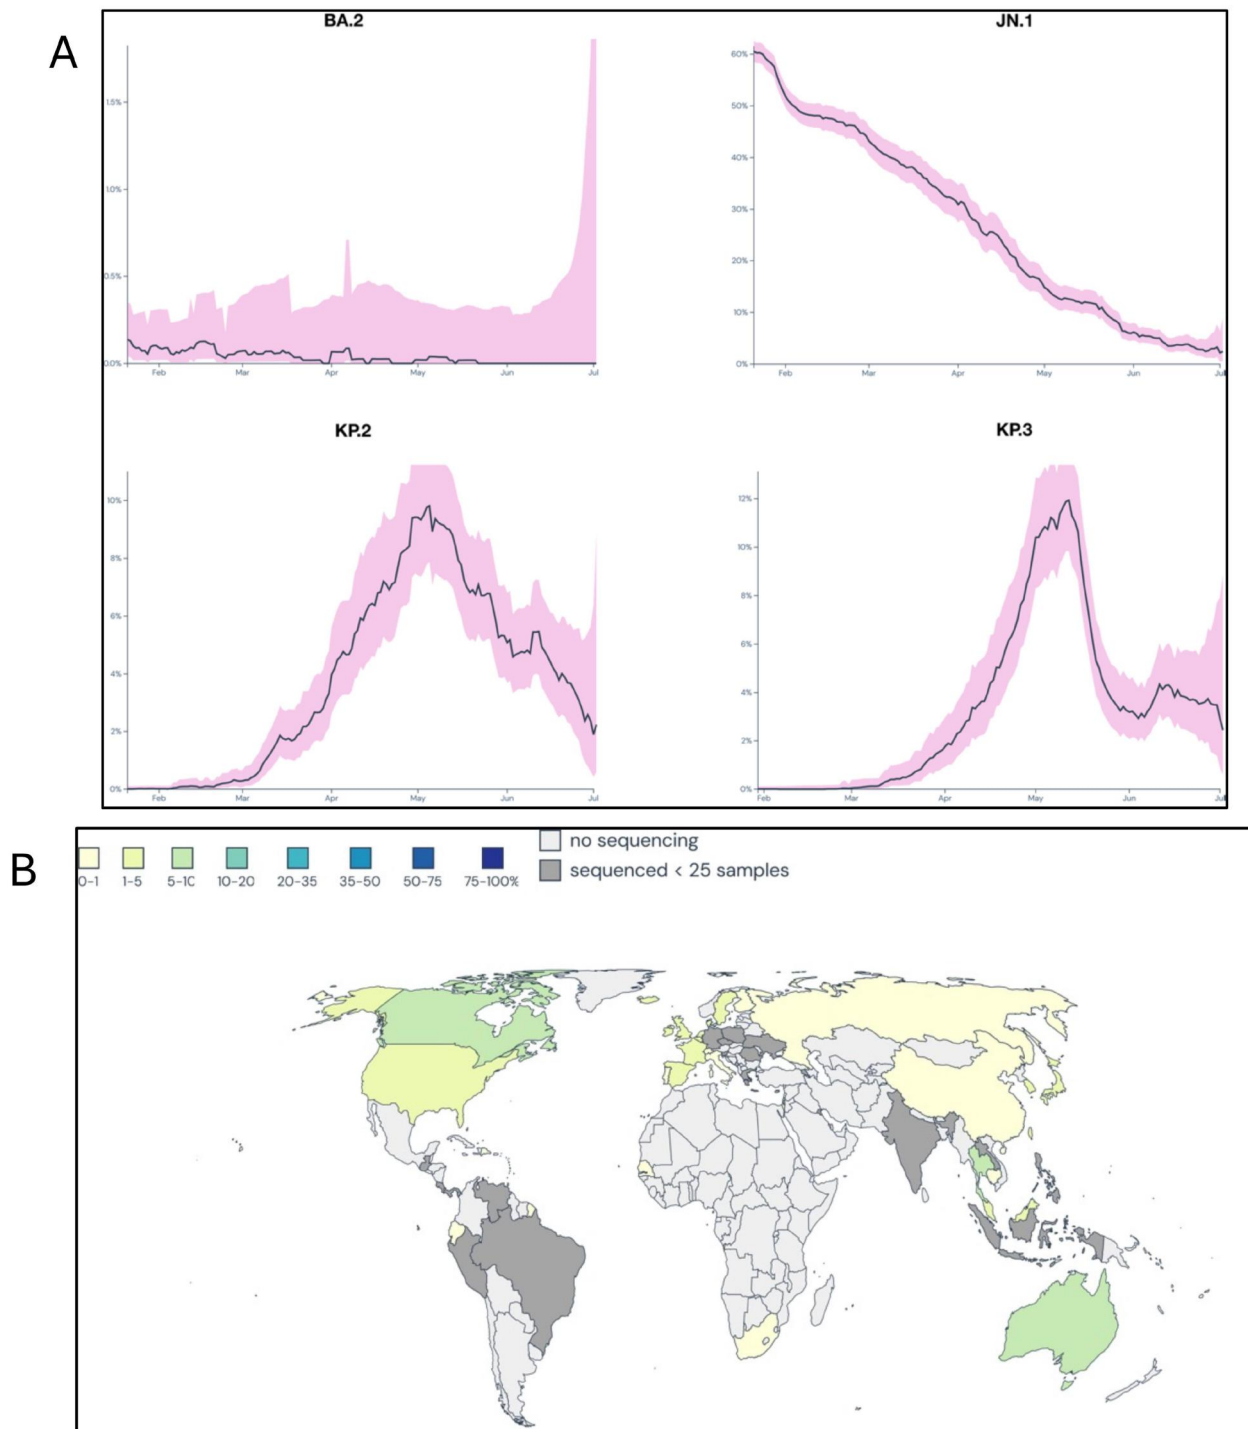 A
BA.2
1.5%
1.0%
0.5%
0.0%
Feb Mar Apr May Jun Jul
JN.1
60%
50%
40%
30%
20%
10%
0%
Feb Mar Apr May Jun Jul
KP.2
10%
8%
6%
4%
2%
0%
Feb Mar Apr May Jun Jul
KP.3
12%
10%
8%
6%
4%
2%
0%
Feb Mar Apr May Jun Jul
B
0-1 1-5 5-10 10-20 20-35 35-50 50-75 75-100%
no sequencing
sequenced < 25 samples